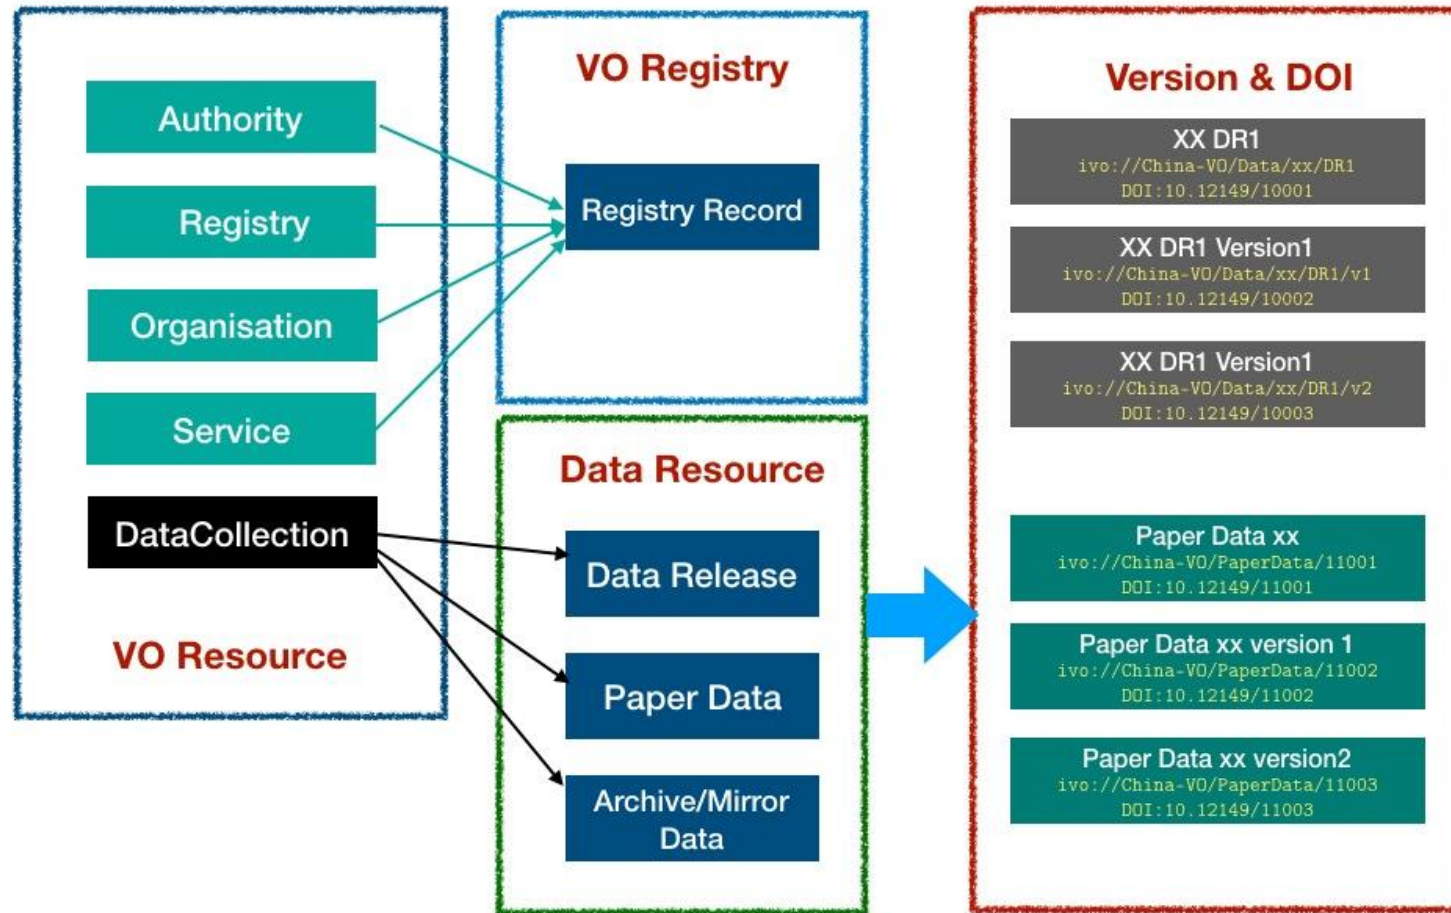 Authority
Registry
Organisation
Service
DataCollection
VO Resource
VO Registry
Registry Record
Data Resource
Data Release
Paper Data
Archive/Mirror
Data
Version & DOI
XX DR1
ivo://China-VO/Data/xx/DR1
DOI:10.12149/10001
XX DR1 Version1
ivo://China-VO/Data/xx/DR1/v1
DOI:10.12149/10002
XX DR1 Version1
ivo://China-VO/Data/xx/DR1/v2
DOI:10.12149/10003
Paper Data xx
ivo://China-VO/PaperData/11001
DOI:10.12149/11001
Paper Data xx version 1
ivo://China-VO/PaperData/11002
DOI:10.12149/11002
Paper Data xx version2
ivo://China-VO/PaperData/11003
DOI:10.12149/11003